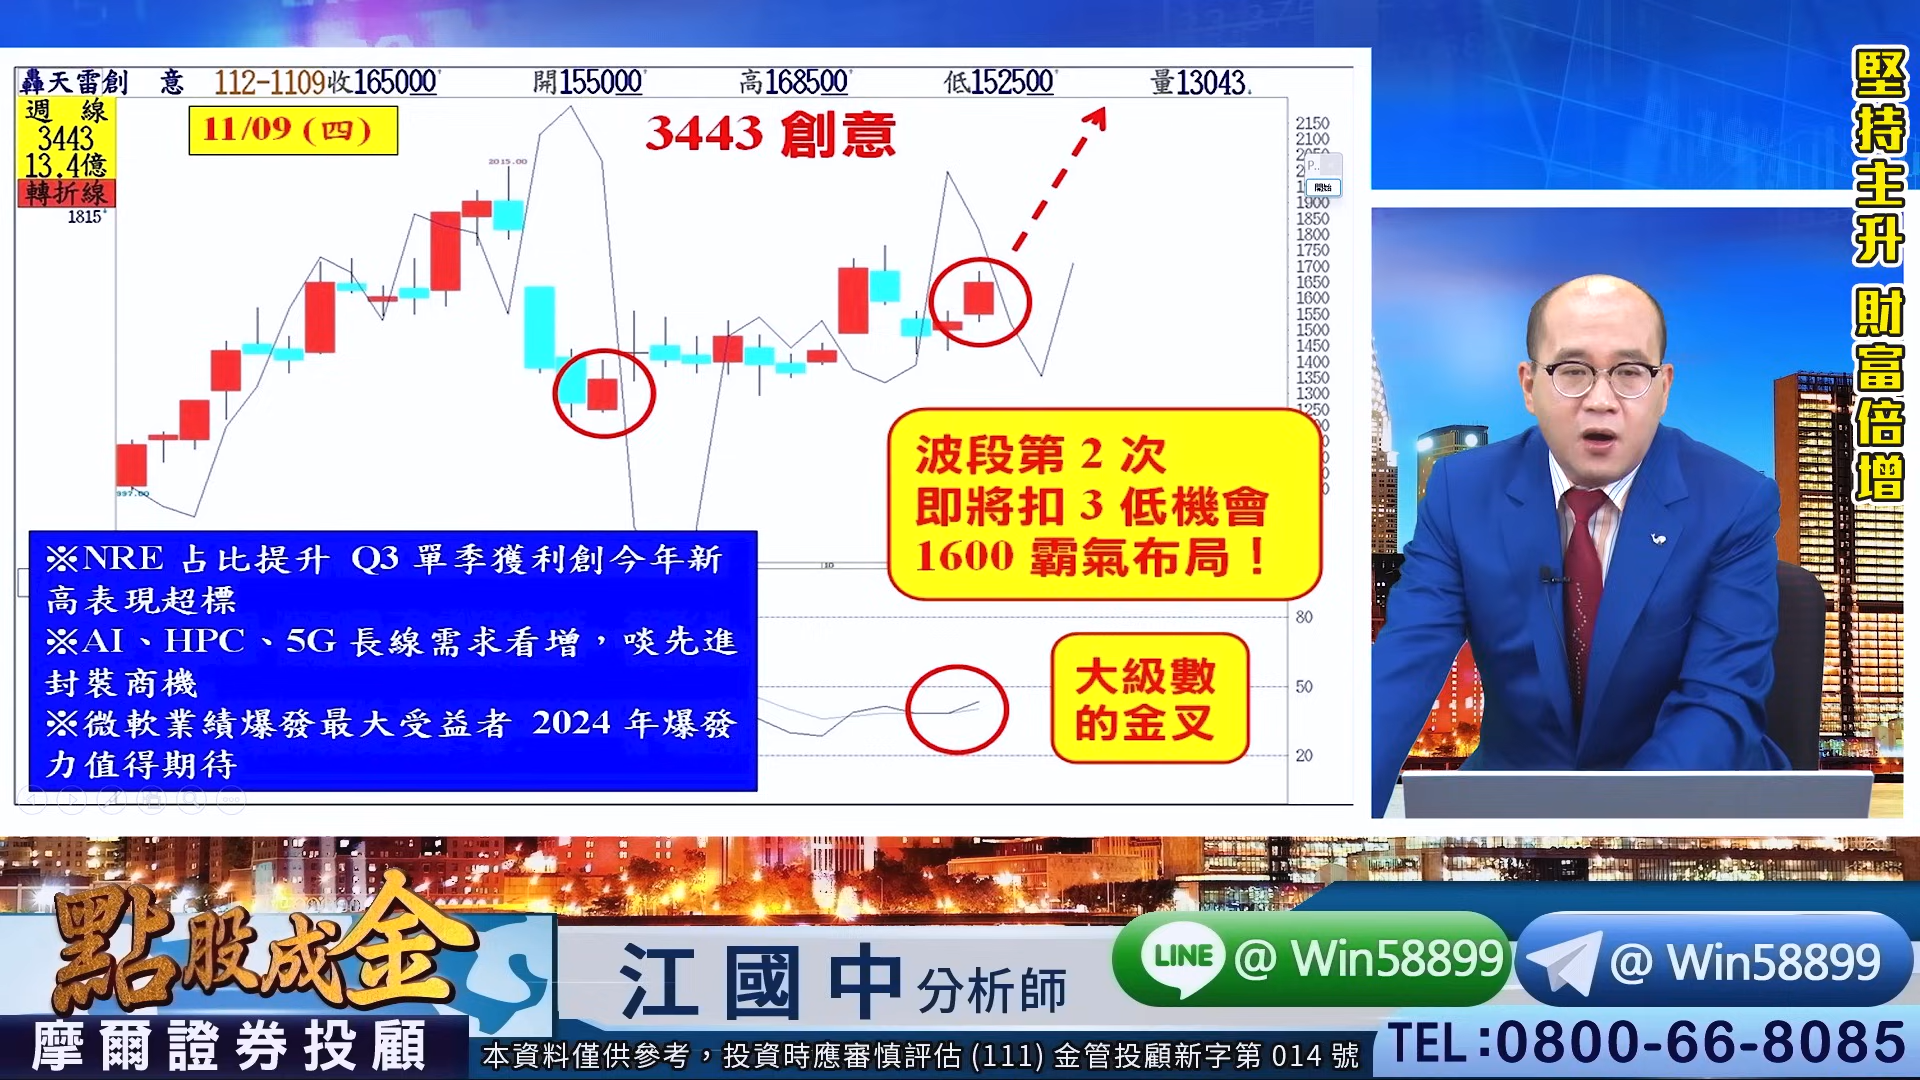 轟天雷創 意 112-1109收165000 開155000 高168500 低152500 量13043
週 線
3443
13.4億
轉折線
1815
11/09 (四)
3443 創意
2015.00
997.00
2150
2100
開始
1900
1850
1800
1750
1700
1650
1600
1550
1500
1450
1400
1350
1300
1250
波段第 2 次
即將扣 3 低機會
1600 霸氣布局！
10
80
50
20
大級數
的金叉
※NRE 占比提升 Q3 單季獲利創今年新
高表現超標
※AI、HPC、5G 長線需求看增，啖先進
封裝商機
※微軟業績爆發最大受益者 2024 年爆發
力值得期待
堅持主升 財富倍增
點股成金
摩爾證券投顧
江國中 分析師
LINE @ Win58899
@ Win58899
TEL:0800-66-8085
本資料僅供參考，投資時應審慎評估 (111) 金管投顧新字第 014 號